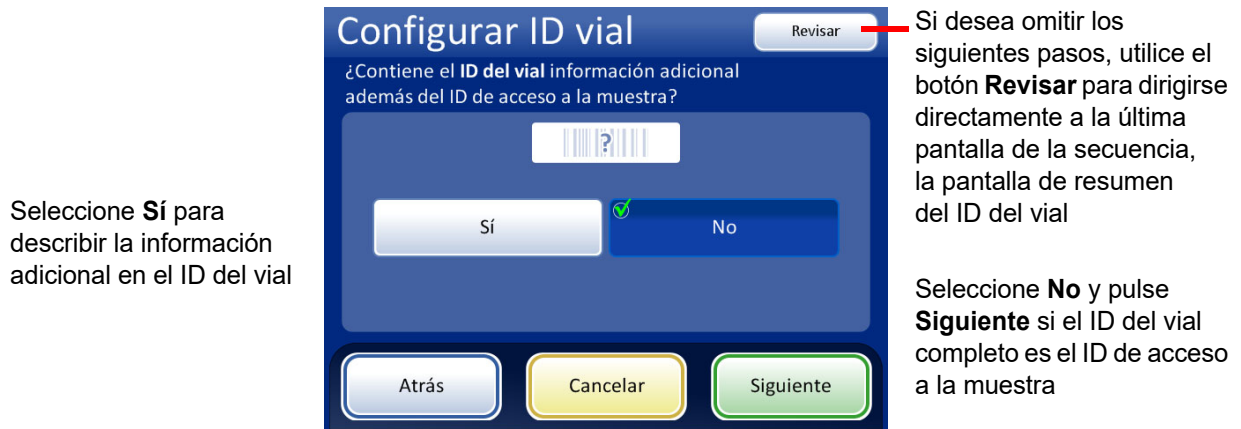 Seleccione Sí para
describir la información
adicional en el ID del vial
Configurar ID vial
Revisar
¿Contiene el ID del vial información adicional
además del ID de acceso a la muestra?
?
Sí
No
Atrás
Cancelar
Siguiente
Si desea omitir los
siguientes pasos, utilice el
botón Revisar para dirigirse
directamente a la última
pantalla de la secuencia,
la pantalla de resumen
del ID del vial
Seleccione No y pulse
Siguiente si el ID del vial
completo es el ID de acceso
a la muestra